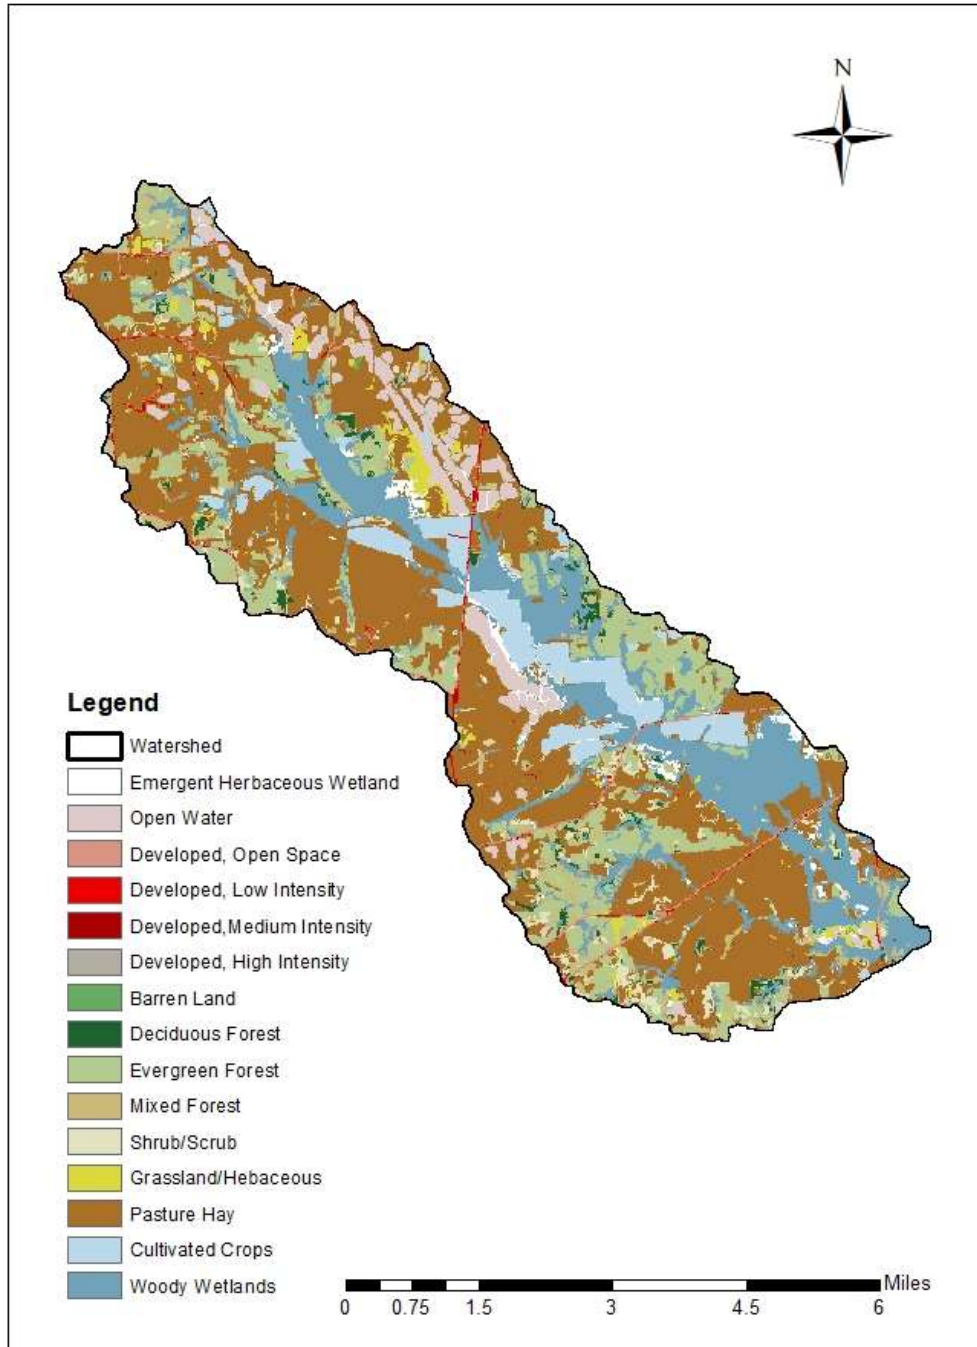 N
Legend
Watershed
Emergent Herbaceous Wetland
Open Water
Developed, Open Space
Developed, Low Intensity
Developed,Medium Intensity
Developed, High Intensity
Barren Land
Deciduous Forest
Evergreen Forest
Mixed Forest
Shrub/Scrub
Grassland/Hebaceous
Pasture Hay
Cultivated Crops
Woody Wetlands
Miles
0 0.75 1.5 3 4.5 6